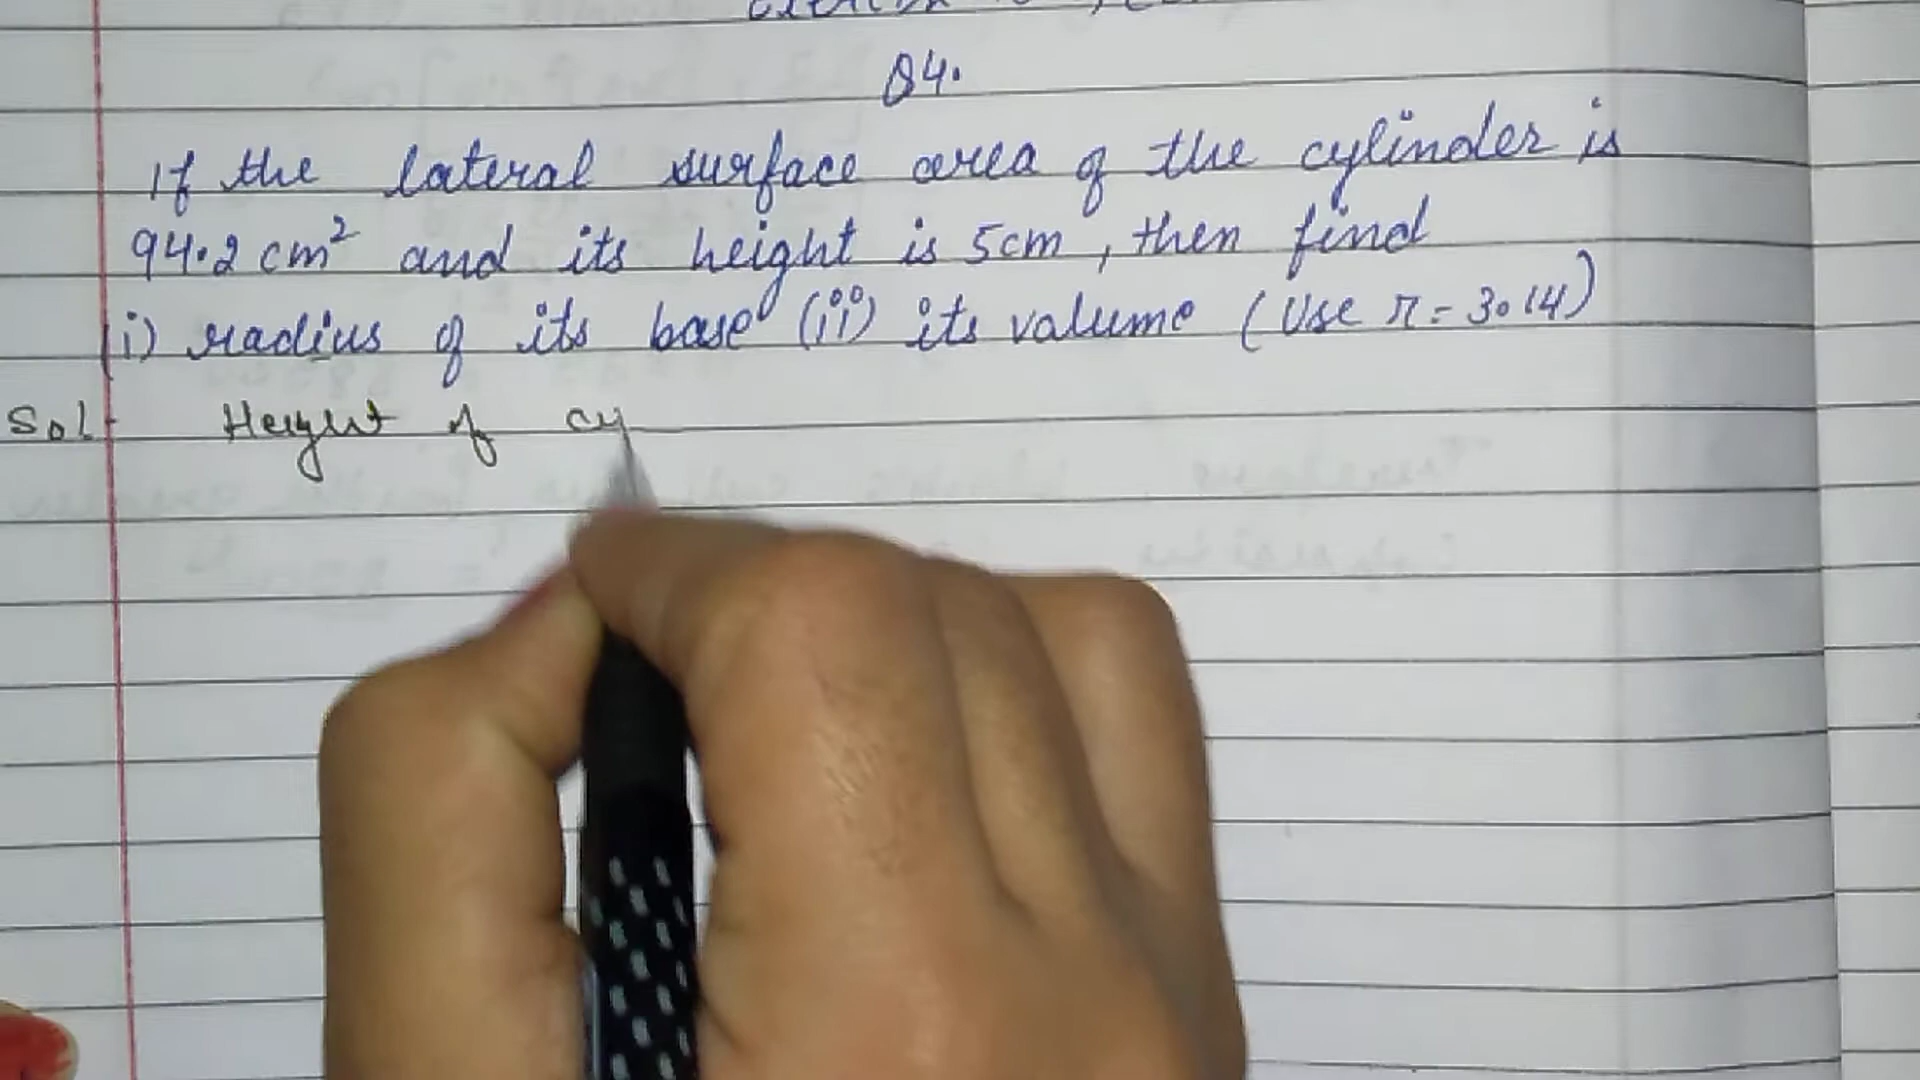 Q4.
If the lateral surface area of the cylinder is
94.2 cm² and its height is 5cm, then find
(i) radius of its base (ii) its valume (Use π = 3.14)
Sol Height of cy